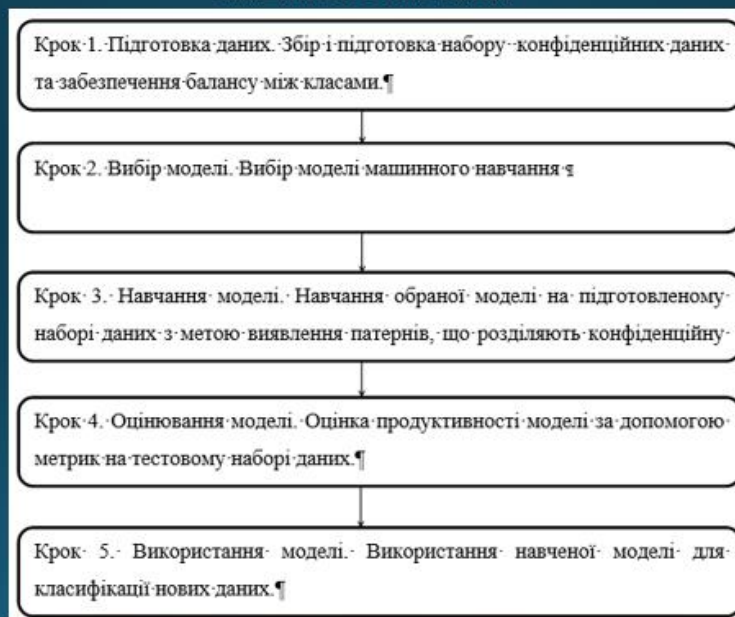 Крок 1. Підготовка даних. Збір і підготовка набору конфіденційних даних
та забезпечення балансу між класами.¶
Крок 2. Вибір моделі. Вибір моделі машинного навчання
Крок 3. Навчання моделі. Навчання обраної моделі на підготовленому
наборі даних з метою виявлення патернів, що розділяють конфіденційну
Крок 4. Оцінювання моделі. Оцінка продуктивності моделі за допомогою
метрик на тестовому наборі даних.¶
Крок 5. Використання моделі. Використання навченої моделі для
класифікації нових даних.¶